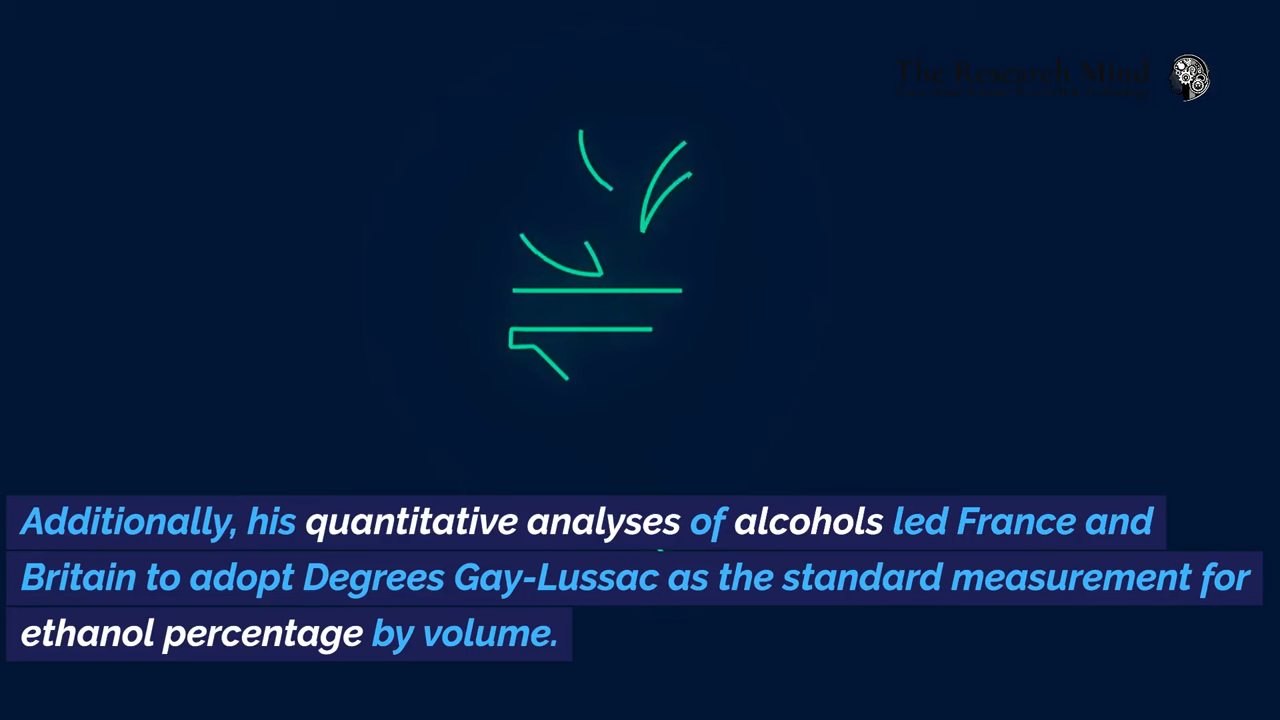 The Research Mind
Additionally, his quantitative analyses of alcohols led France and
Britain to adopt Degrees Gay-Lussac as the standard measurement for
ethanol percentage by volume.